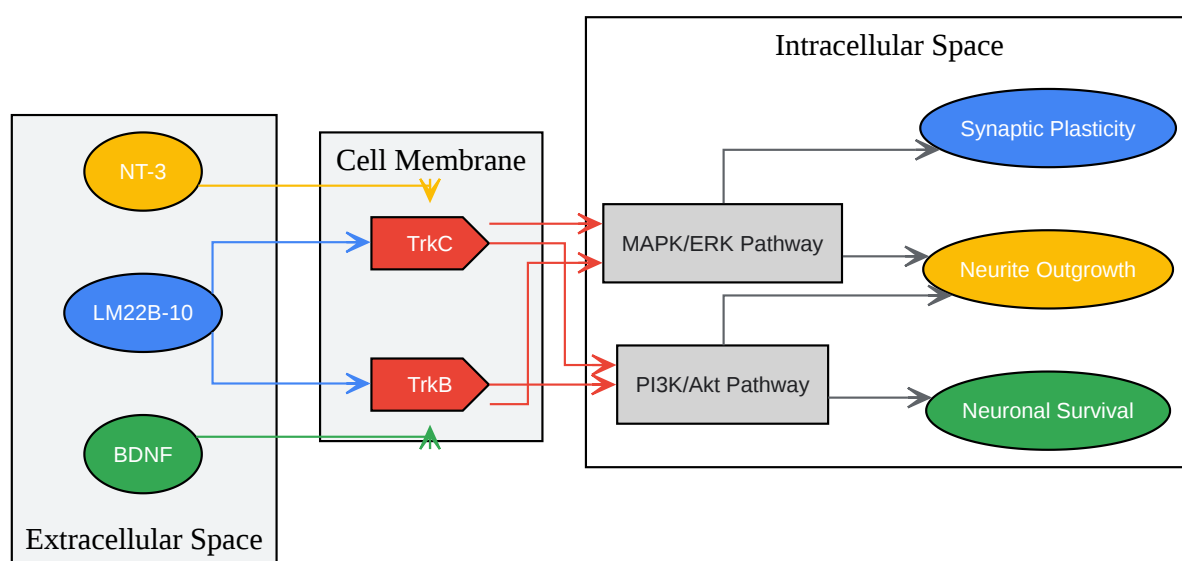 Intracellular Space
Synaptic Plasticity
NT-3
Cell Membrane
TrkC
MAPK/ERK Pathway
Neurite Outgrowth
LM22B-10
TrkB
PI3K/Akt Pathway
Neuronal Survival
BDNF
Extracellular Space